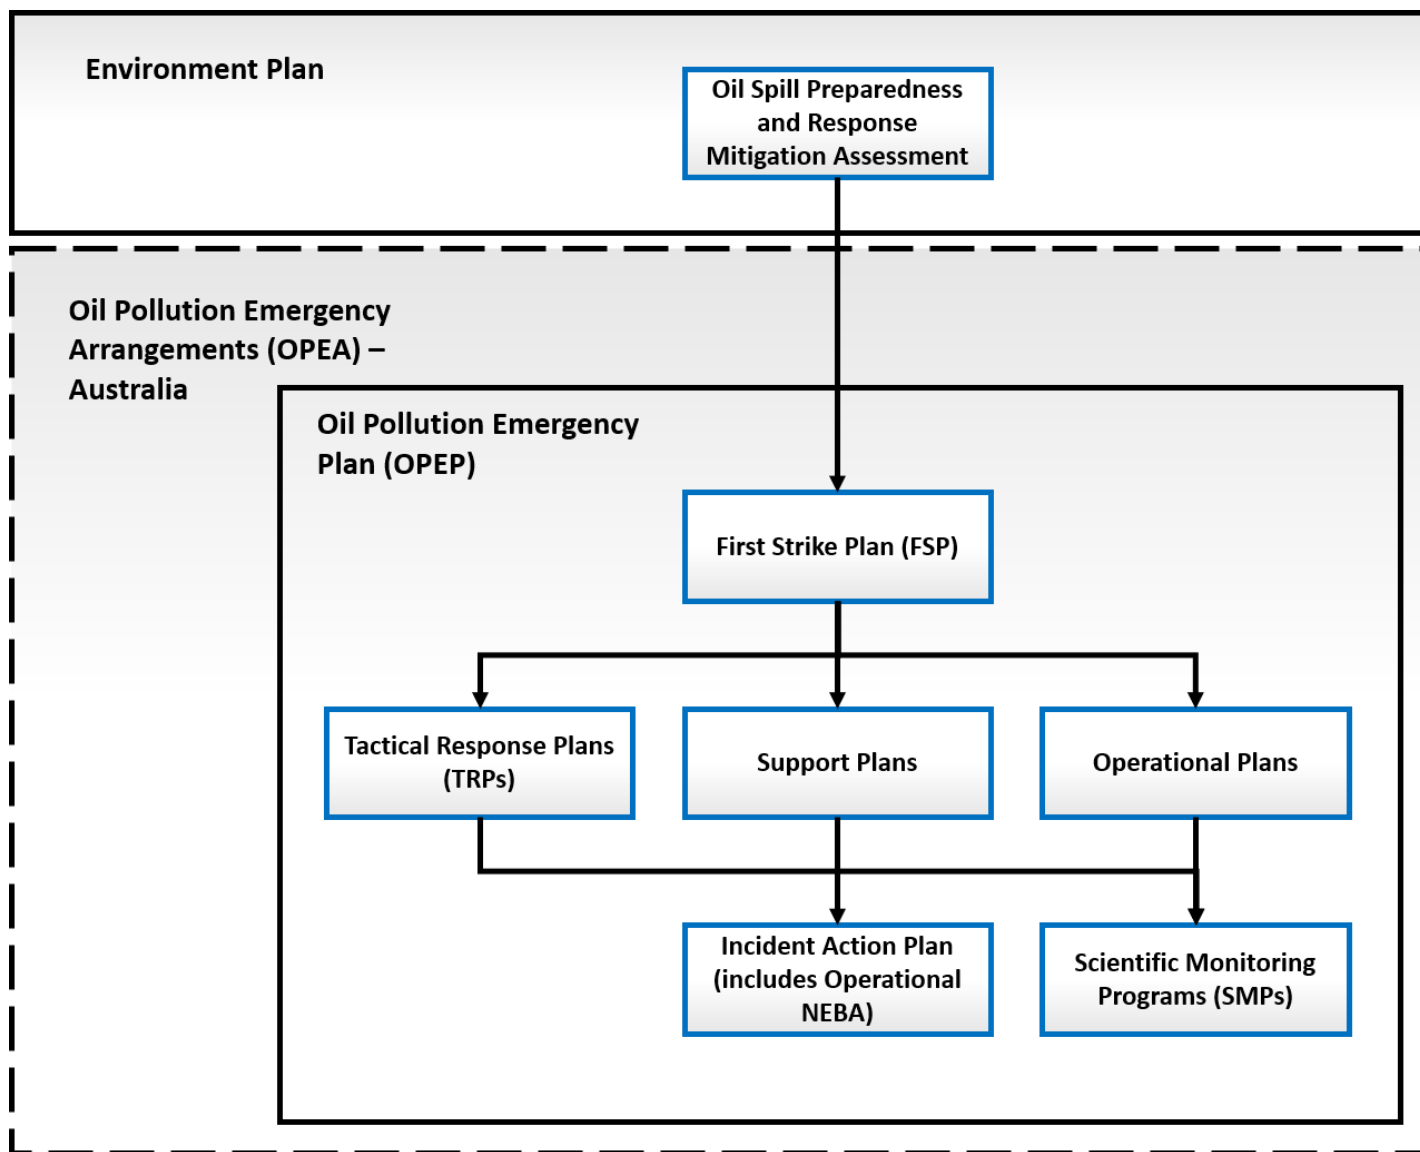 Environment Plan
Oil Spill Preparedness
and Response
Mitigation Assessment
Oil Pollution Emergency
Arrangements (OPEA) –
Australia
Oil Pollution Emergency
Plan (OPEP)
First Strike Plan (FSP)
Tactical Response Plans
(TRPs)
Support Plans
Operational Plans
Incident Action Plan
(includes Operational
NEBA)
Scientific Monitoring
Programs (SMPs)